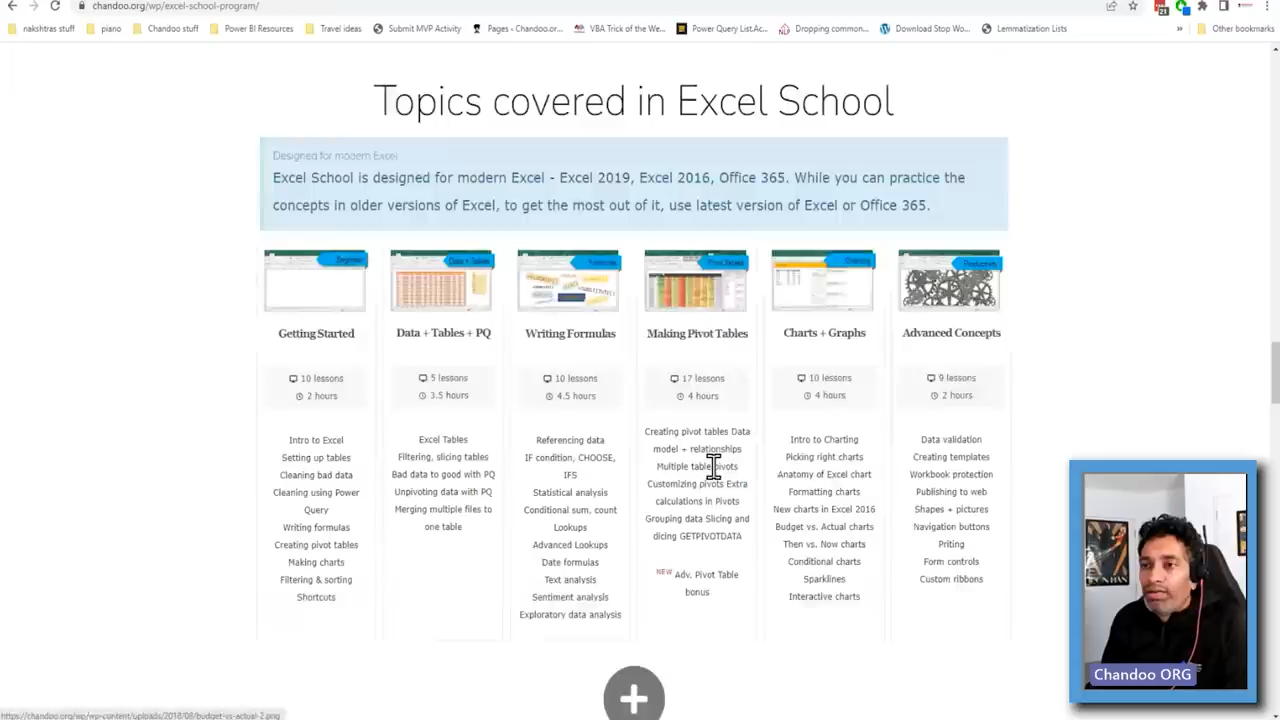 chandoo.org/wp/excel-school-program/
21
nakshtras stuff
piano
Chandoo stuff
Power BI Resources
Travel ideas
Submit MVP Activity
Pages - Chandoo.or...
VBA Trick of the We...
Power Query List.Ac...
Dropping common...
Download Stop Wo...
Lemmatization Lists
»
Other bookmarks
Topics covered in Excel School
Designed for modern Excel
Excel School is designed for modern Excel - Excel 2019, Excel 2016, Office 365. While you can practice the
concepts in older versions of Excel, to get the most out of it, use latest version of Excel or Office 365.
Beginner
Getting Started
10 lessons
2 hours
Intro to Excel
Setting up tables
Cleaning bad data
Cleaning using Power
Query
Writing formulas
Creating pivot tables
Making charts
Filtering & sorting
Shortcuts
Data + Tables
Data + Tables + PQ
5 lessons
3.5 hours
Excel Tables
Filtering, slicing tables
Bad data to good with PQ
Unpivoting data with PQ
Merging multiple files to
one table
Writing Formulas
10 lessons
4.5 hours
Referencing data
IF condition, CHOOSE,
IFS
Statistical analysis
Conditional sum, count
Lookups
Advanced Lookups
Date formulas
Text analysis
Sentiment analysis
Exploratory data analysis
Making Pivot Tables
17 lessons
4 hours
Creating pivot tables Data
model + relationships
Multiple table pivots
Customizing pivots Extra
calculations in Pivots
Grouping data Slicing and
dicing GETPIVOTDATA
NEW Adv. Pivot Table
bonus
Charting
Charts + Graphs
10 lessons
4 hours
Intro to Charting
Picking right charts
Anatomy of Excel chart
Formatting charts
New charts in Excel 2016
Budget vs. Actual charts
Then vs. Now charts
Conditional charts
Sparklines
Interactive charts
Productivity
Advanced Concepts
9 lessons
2 hours
Data validation
Creating templates
Workbook protection
Publishing to web
Shapes + pictures
Navigation buttons
Priting
Form controls
Custom ribbons
Chandoo ORG
https://chandoo.org/wp/wp-content/uploads/2018/08/budget-vs-actual-2.png